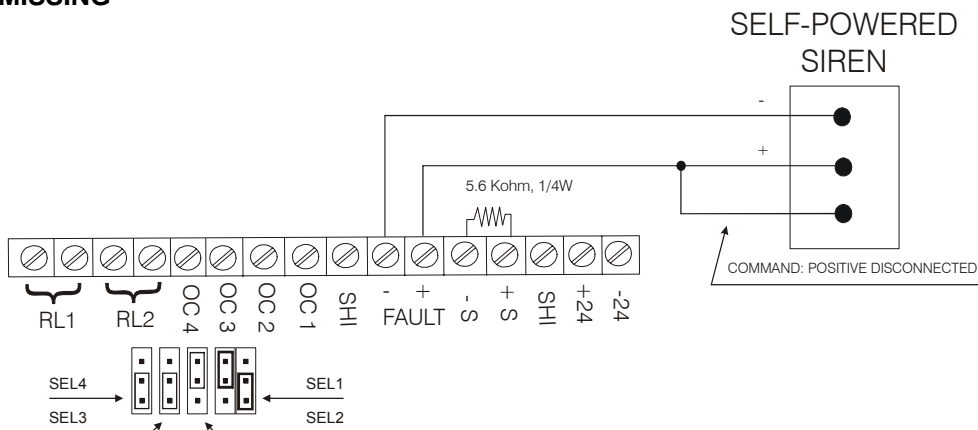 MISSING
SELF-POWERED
SIREN
-
+
5.6 Kohm, 1/4W
COMMAND: POSITIVE DISCONNECTED
RL1
RL2
OC 4
OC 3
OC 2
OC 1
SHI
- +
FAULT
- S
+ S
SHI
+24
-24
SEL4
SEL3
SEL1
SEL2